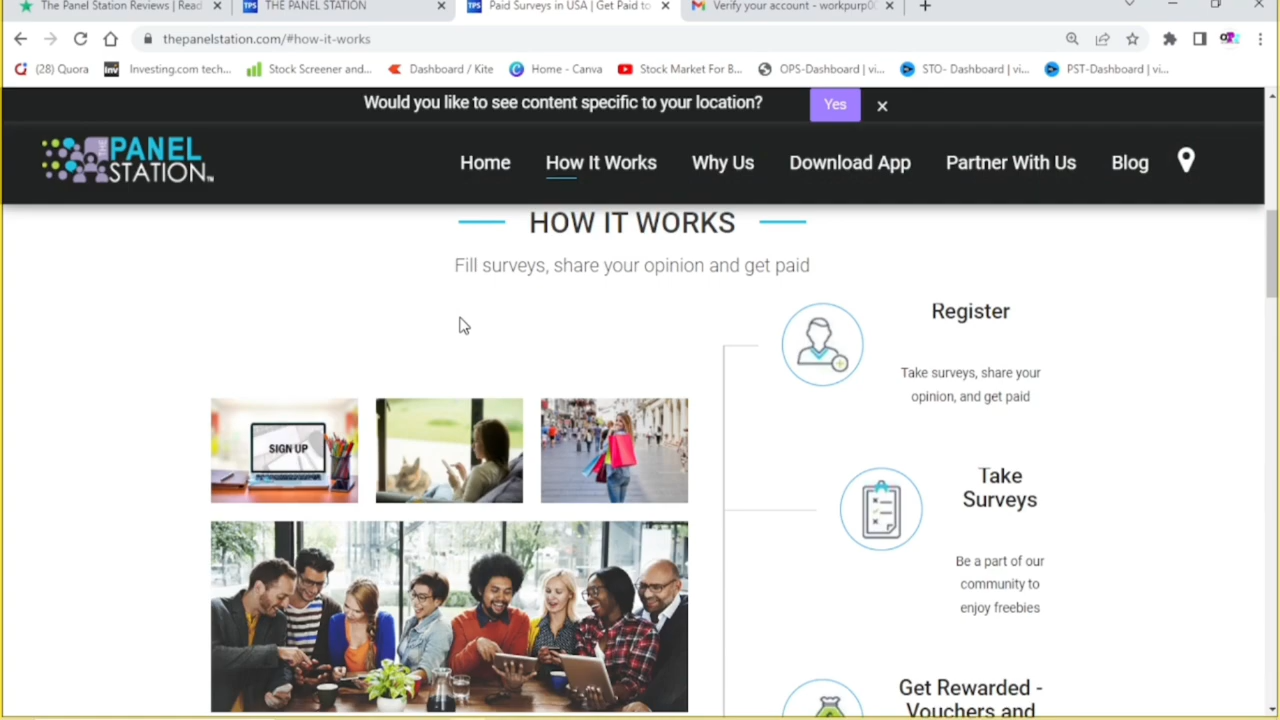 The Panel Station Reviews | Read
THE PANEL STATION
Paid Surveys in USA | Get Paid to
Verify your account - workpurp0
thepanelstation.com/#how-it-works
(28) Quora
Inv
Investing.com tech...
Stock Screener and...
Dashboard / Kite
Home - Canva
Stock Market For B...
OPS-Dashboard | vi...
STO- Dashboard | vi...
PST-Dashboard | vi...
Would you like to see content specific to your location?
Yes
THE PANEL
STATION
Home
How It Works
Why Us
Download App
Partner With Us
Blog
HOW IT WORKS
Fill surveys, share your opinion and get paid
Register
Take surveys, share your
opinion, and get paid
SIGN UP
Take
Surveys
Be a part of our
community to
enjoy freebies
Get Rewarded -
Vouchers and